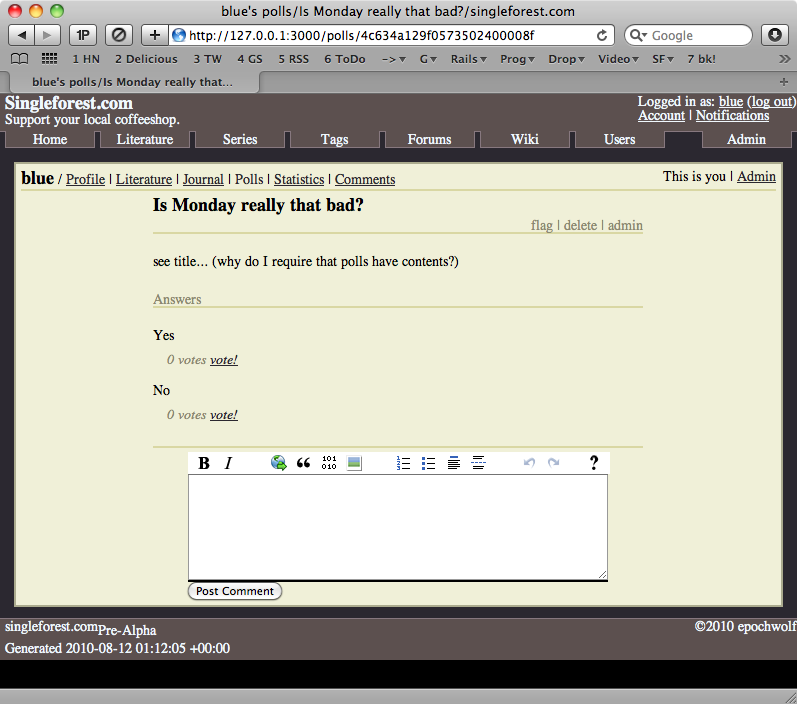 blue's polls/Is Monday really that bad?/singleforest.com
1P http://127.0.0.1:3000/polls/4c634a129f0573502400008f Google
1 HN 2 Delicious 3 TW 4 GS 5 RSS 6 ToDo -->▾ G▾ Rails▾ Prog▾ Drop▾ Video▾ SF▾ 7 bk! >>
blue's polls/Is Monday really that... +
Singleforest.com Logged in as: blue (log out)
Support your local coffeeshop. Account | Notifications
Home Literature Series Tags Forums Wiki Users Admin
blue / Profile | Literature | Journal | Polls | Statistics | Comments This is you | Admin
Is Monday really that bad?
flag | delete | admin
see title... (why do I require that polls have contents?)
Answers
Yes
0 votes vote!
No
0 votes vote!
B I “ 101 010 1 2 3 ?
Post Comment
singleforest.comPre-Alpha ©2010 epochwolf
Generated 2010-08-12 01:12:05 +00:00